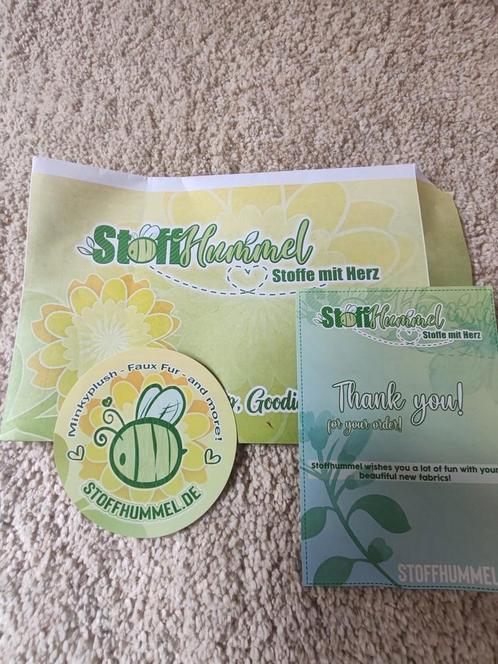 StoffHummel
Stoffe mit Herz
Goodi
Minkyplush - Faux Fur - and more!
STOFFHUMMEL.DE
StoffHummel
Stoffe mit Herz
Thank you!
for your order!
Stoffhummel wishes you a lot of fun with your
beautiful new fabrics!
STOFFHUMMEL